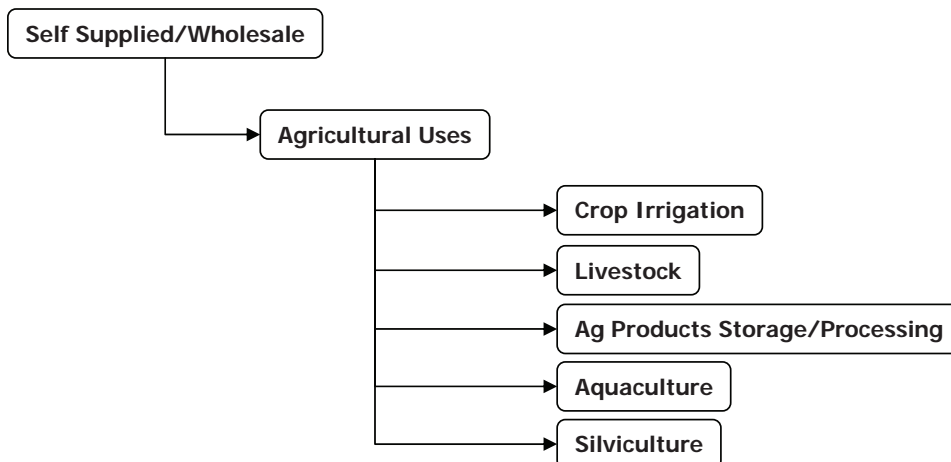 Self Supplied/Wholesale
Agricultural Uses
Crop Irrigation
Livestock
Ag Products Storage/Processing
Aquaculture
Silviculture